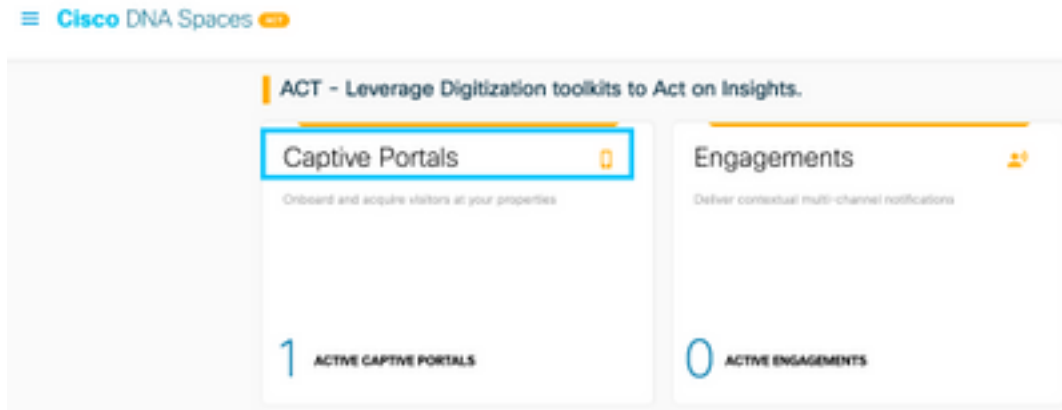 Cisco DNA Spaces ACT
ACT - Leverage Digitization toolkits to Act on Insights.
Captive Portals
Onboard and acquire visitors at your properties
1 ACTIVE CAPTIVE PORTALS
Engagements
Deliver contextual multi-channel notifications
0 ACTIVE ENGAGEMENTS